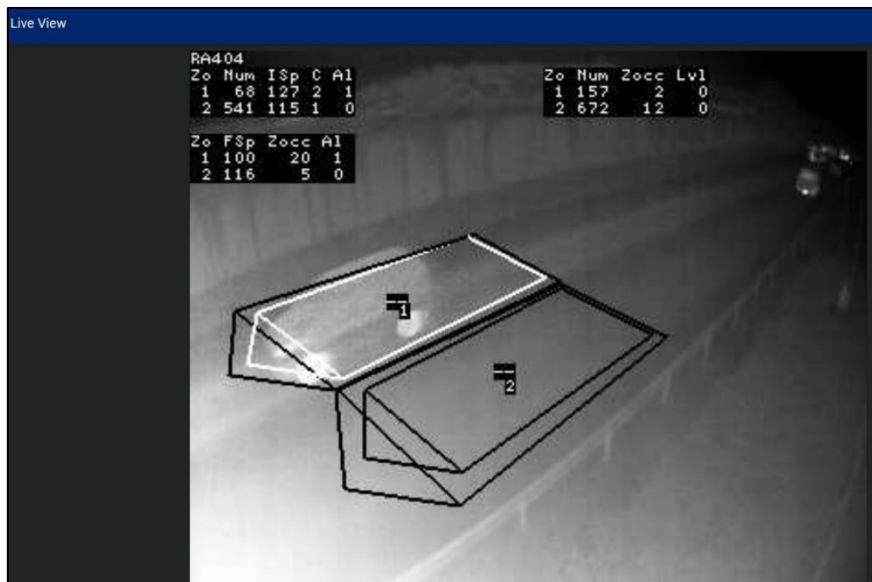 Live View
RA404
Zo Num ISp C Al
1 68 127 2 1
2 541 115 1 0
Zo Num Zocc Lvl
1 157 2 0
2 672 12 0
Zo FSp Zocc Al
1 100 20 1
2 116 5 0
1
2